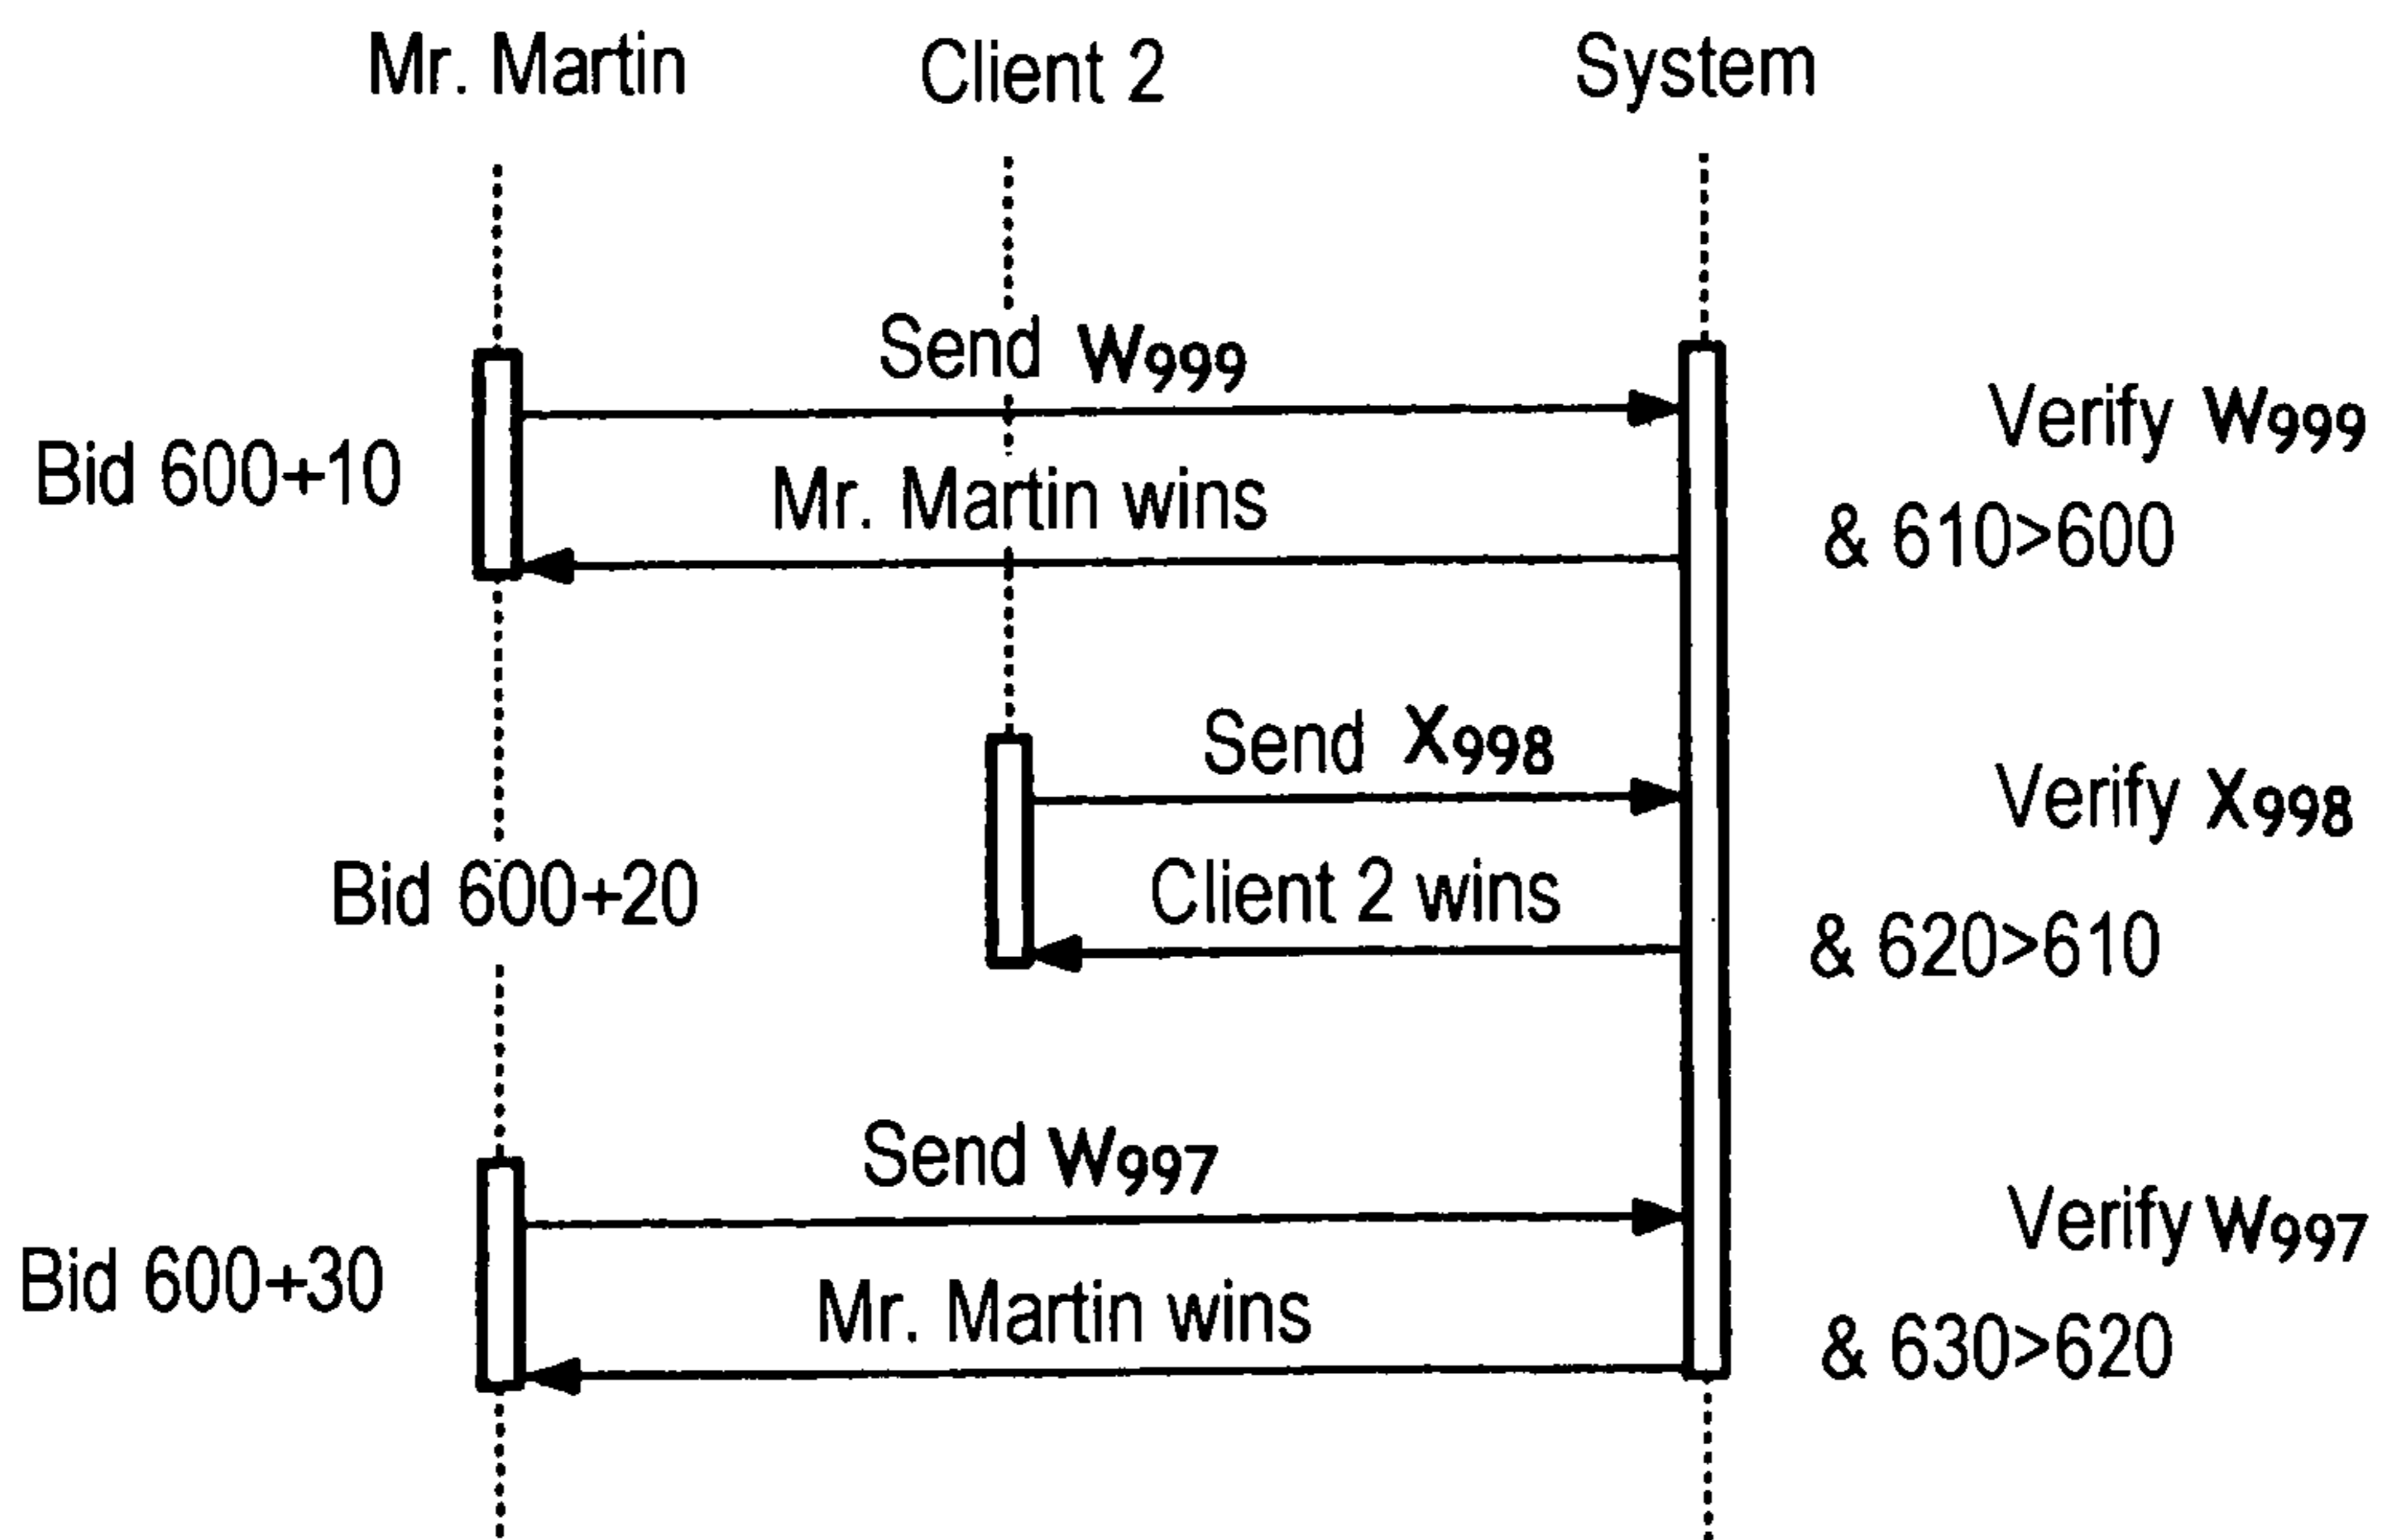 Mr. Martin
Client 2
System
Send W999
Verify W999
Bid 600+10
Mr. Martin wins
& 610>600
Send X998
Verify X998
Bid 600+20
Client 2 wins
& 620>610
Send W997
Verify W997
Bid 600+30
Mr. Martin wins
& 630>620